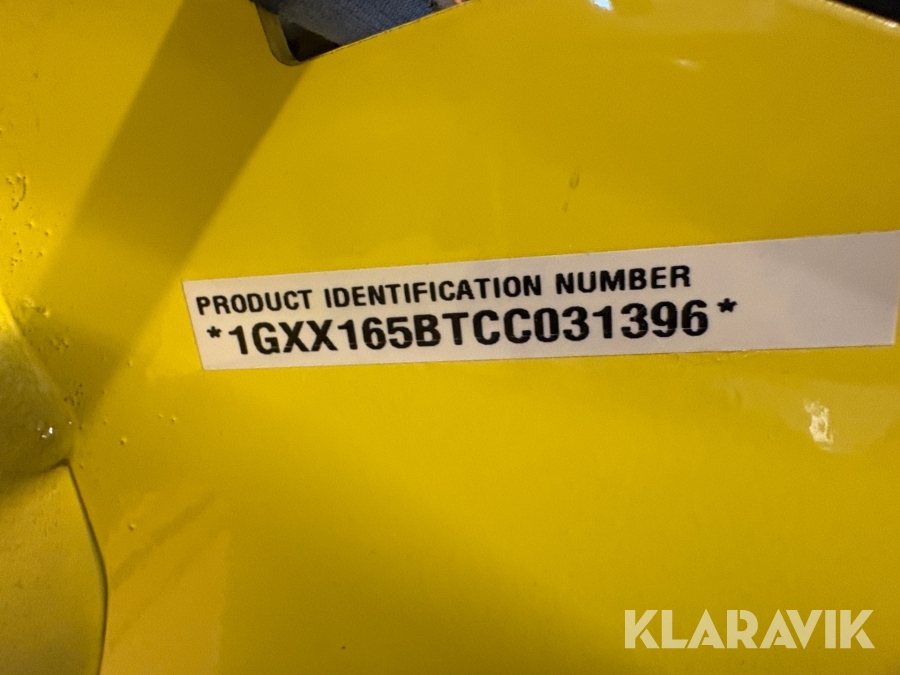 PRODUCT IDENTIFICATION NUMBER
*1GXX165BTCC031396*
KLARAVIK